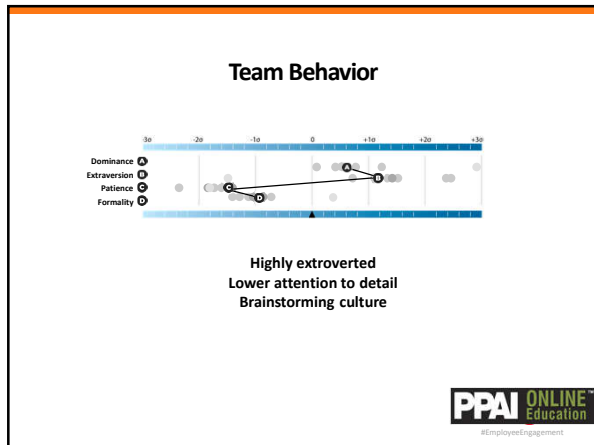 Team Behavior
-3σ -2σ -1σ 0 +1σ +2σ +3σ
Dominance A
Extraversion B
Patience C
Formality D
A
B
C
D
Highly extroverted
Lower attention to detail
Brainstorming culture
PPAI ONLINE™
Education
#EmployeeEngagement